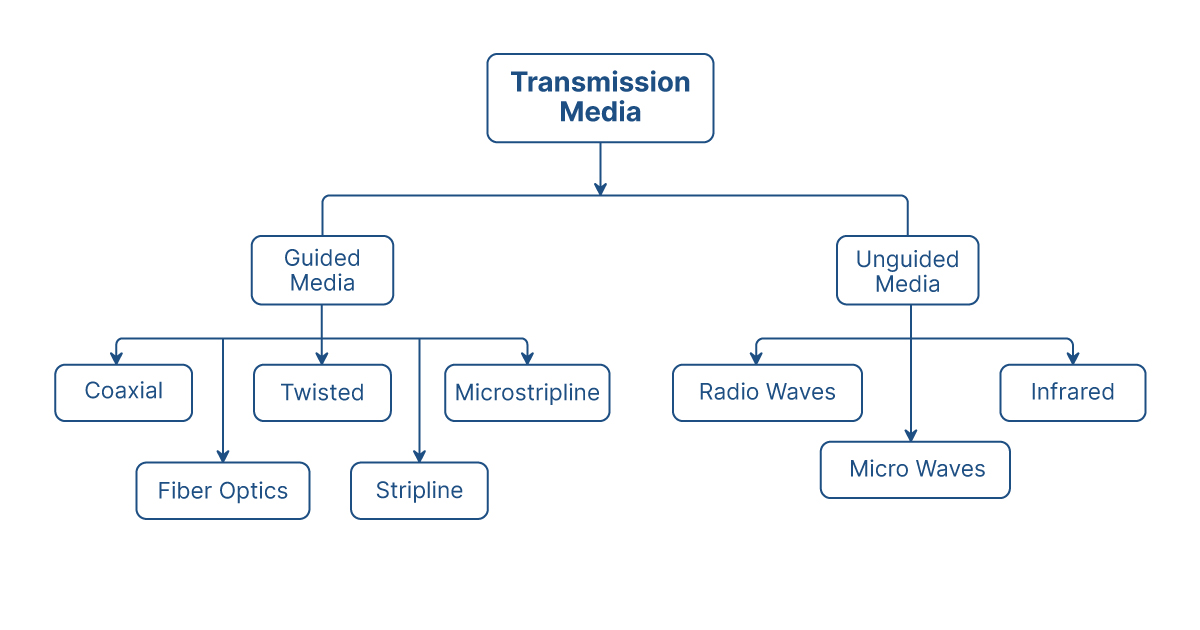 Transmission
Media
Guided
Media
Unguided
Media
Coaxial
Twisted
Microstripline
Radio Waves
Infrared
Fiber Optics
Stripline
Micro Waves